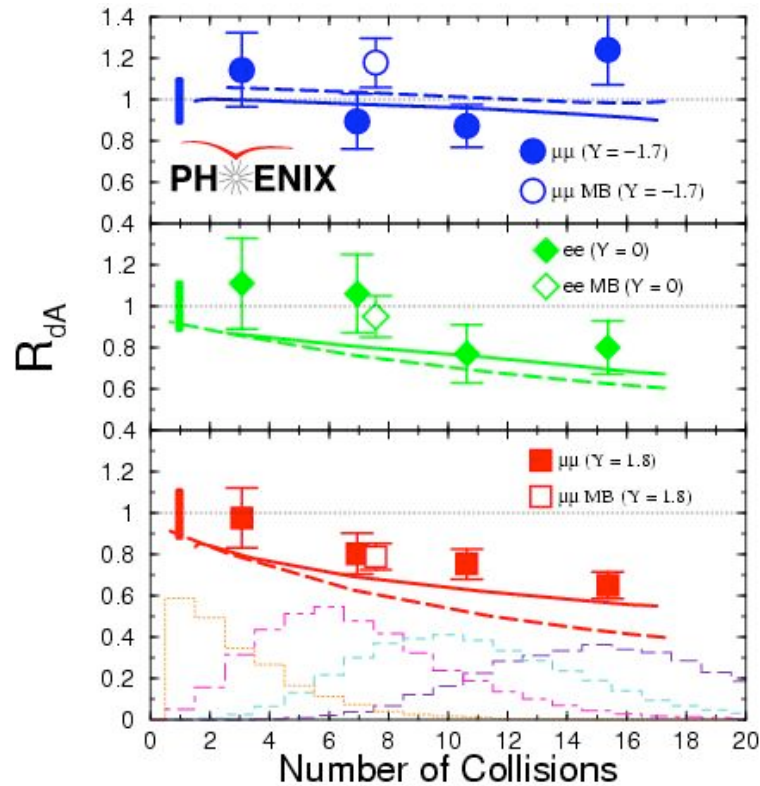 1.4
1.2
1
0.8
0.6
0.4
μμ (Y = −1.7)
μμ MB (Y = −1.7)
PHENIX
1.2
1
0.8
0.6
0.4
ee (Y = 0)
ee MB (Y = 0)
R_dA
1.2
1
0.8
0.6
0.4
0.2
0
μμ (Y = 1.8)
μμ MB (Y = 1.8)
0 2 4 6 8 10 12 14 16 18 20
Number of Collisions